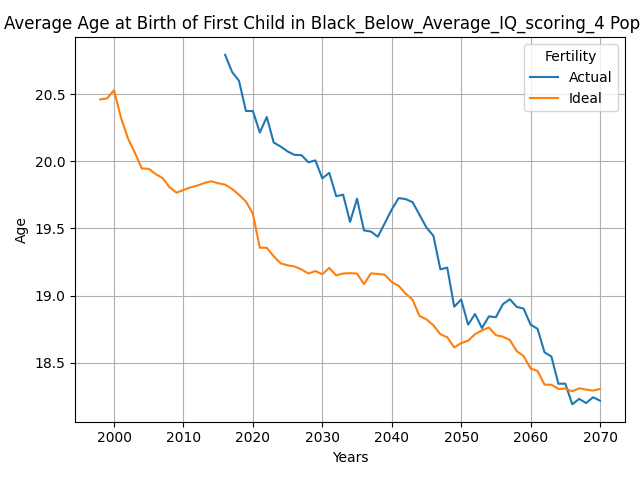 Average Age at Birth of First Child in Black_Below_Average_IQ_scoring_4 Pop
Fertility
Actual
Ideal
20.5
20.0
19.5
19.0
18.5
Age
2000 2010 2020 2030 2040 2050 2060 2070
Years